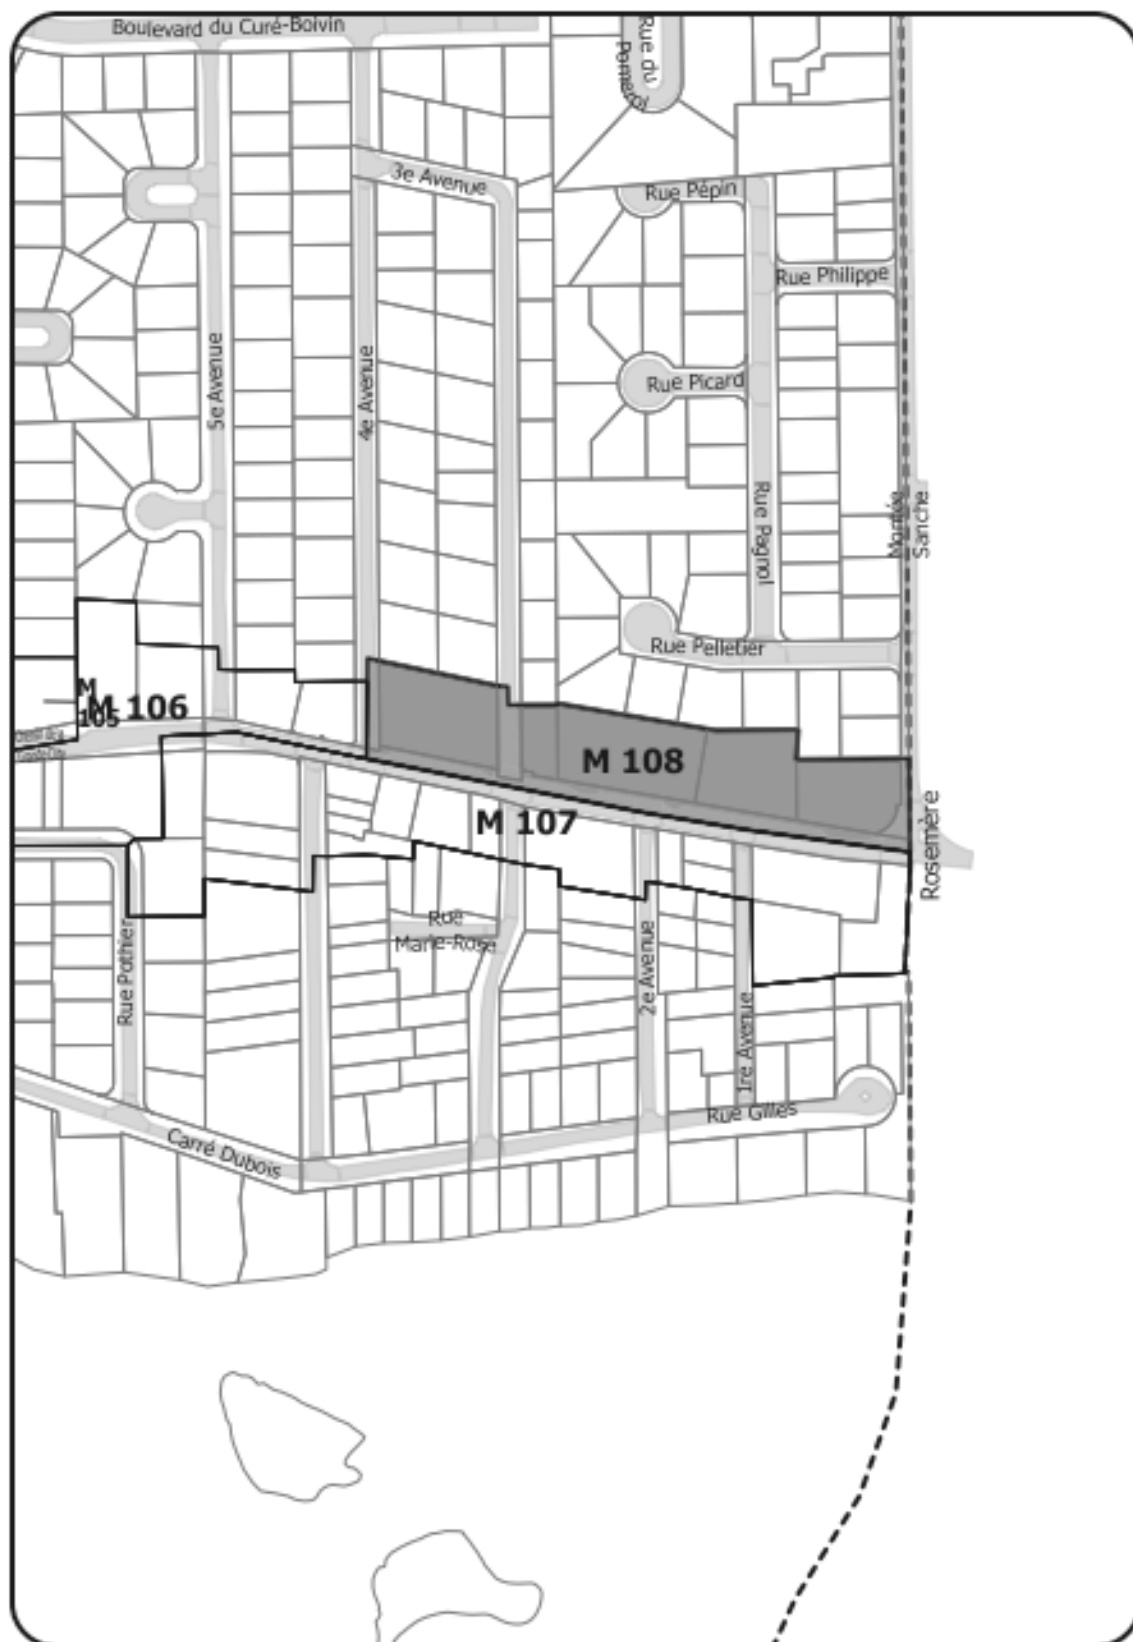 Boulevard du Curé-Boivin
Rue du
Pomerol
3e Avenue
Rue Pépin
Rue Philippe
5e Avenue
4e Avenue
Rue Picard
Rue Pagnol
Montée
Sanche
Rue Pelletier
M
105
M 106
M 108
M 107
Rosemère
Rue
Marie-Rose
Rue Pothier
2e Avenue
1re Avenue
Rue Gilles
Carré Dubois